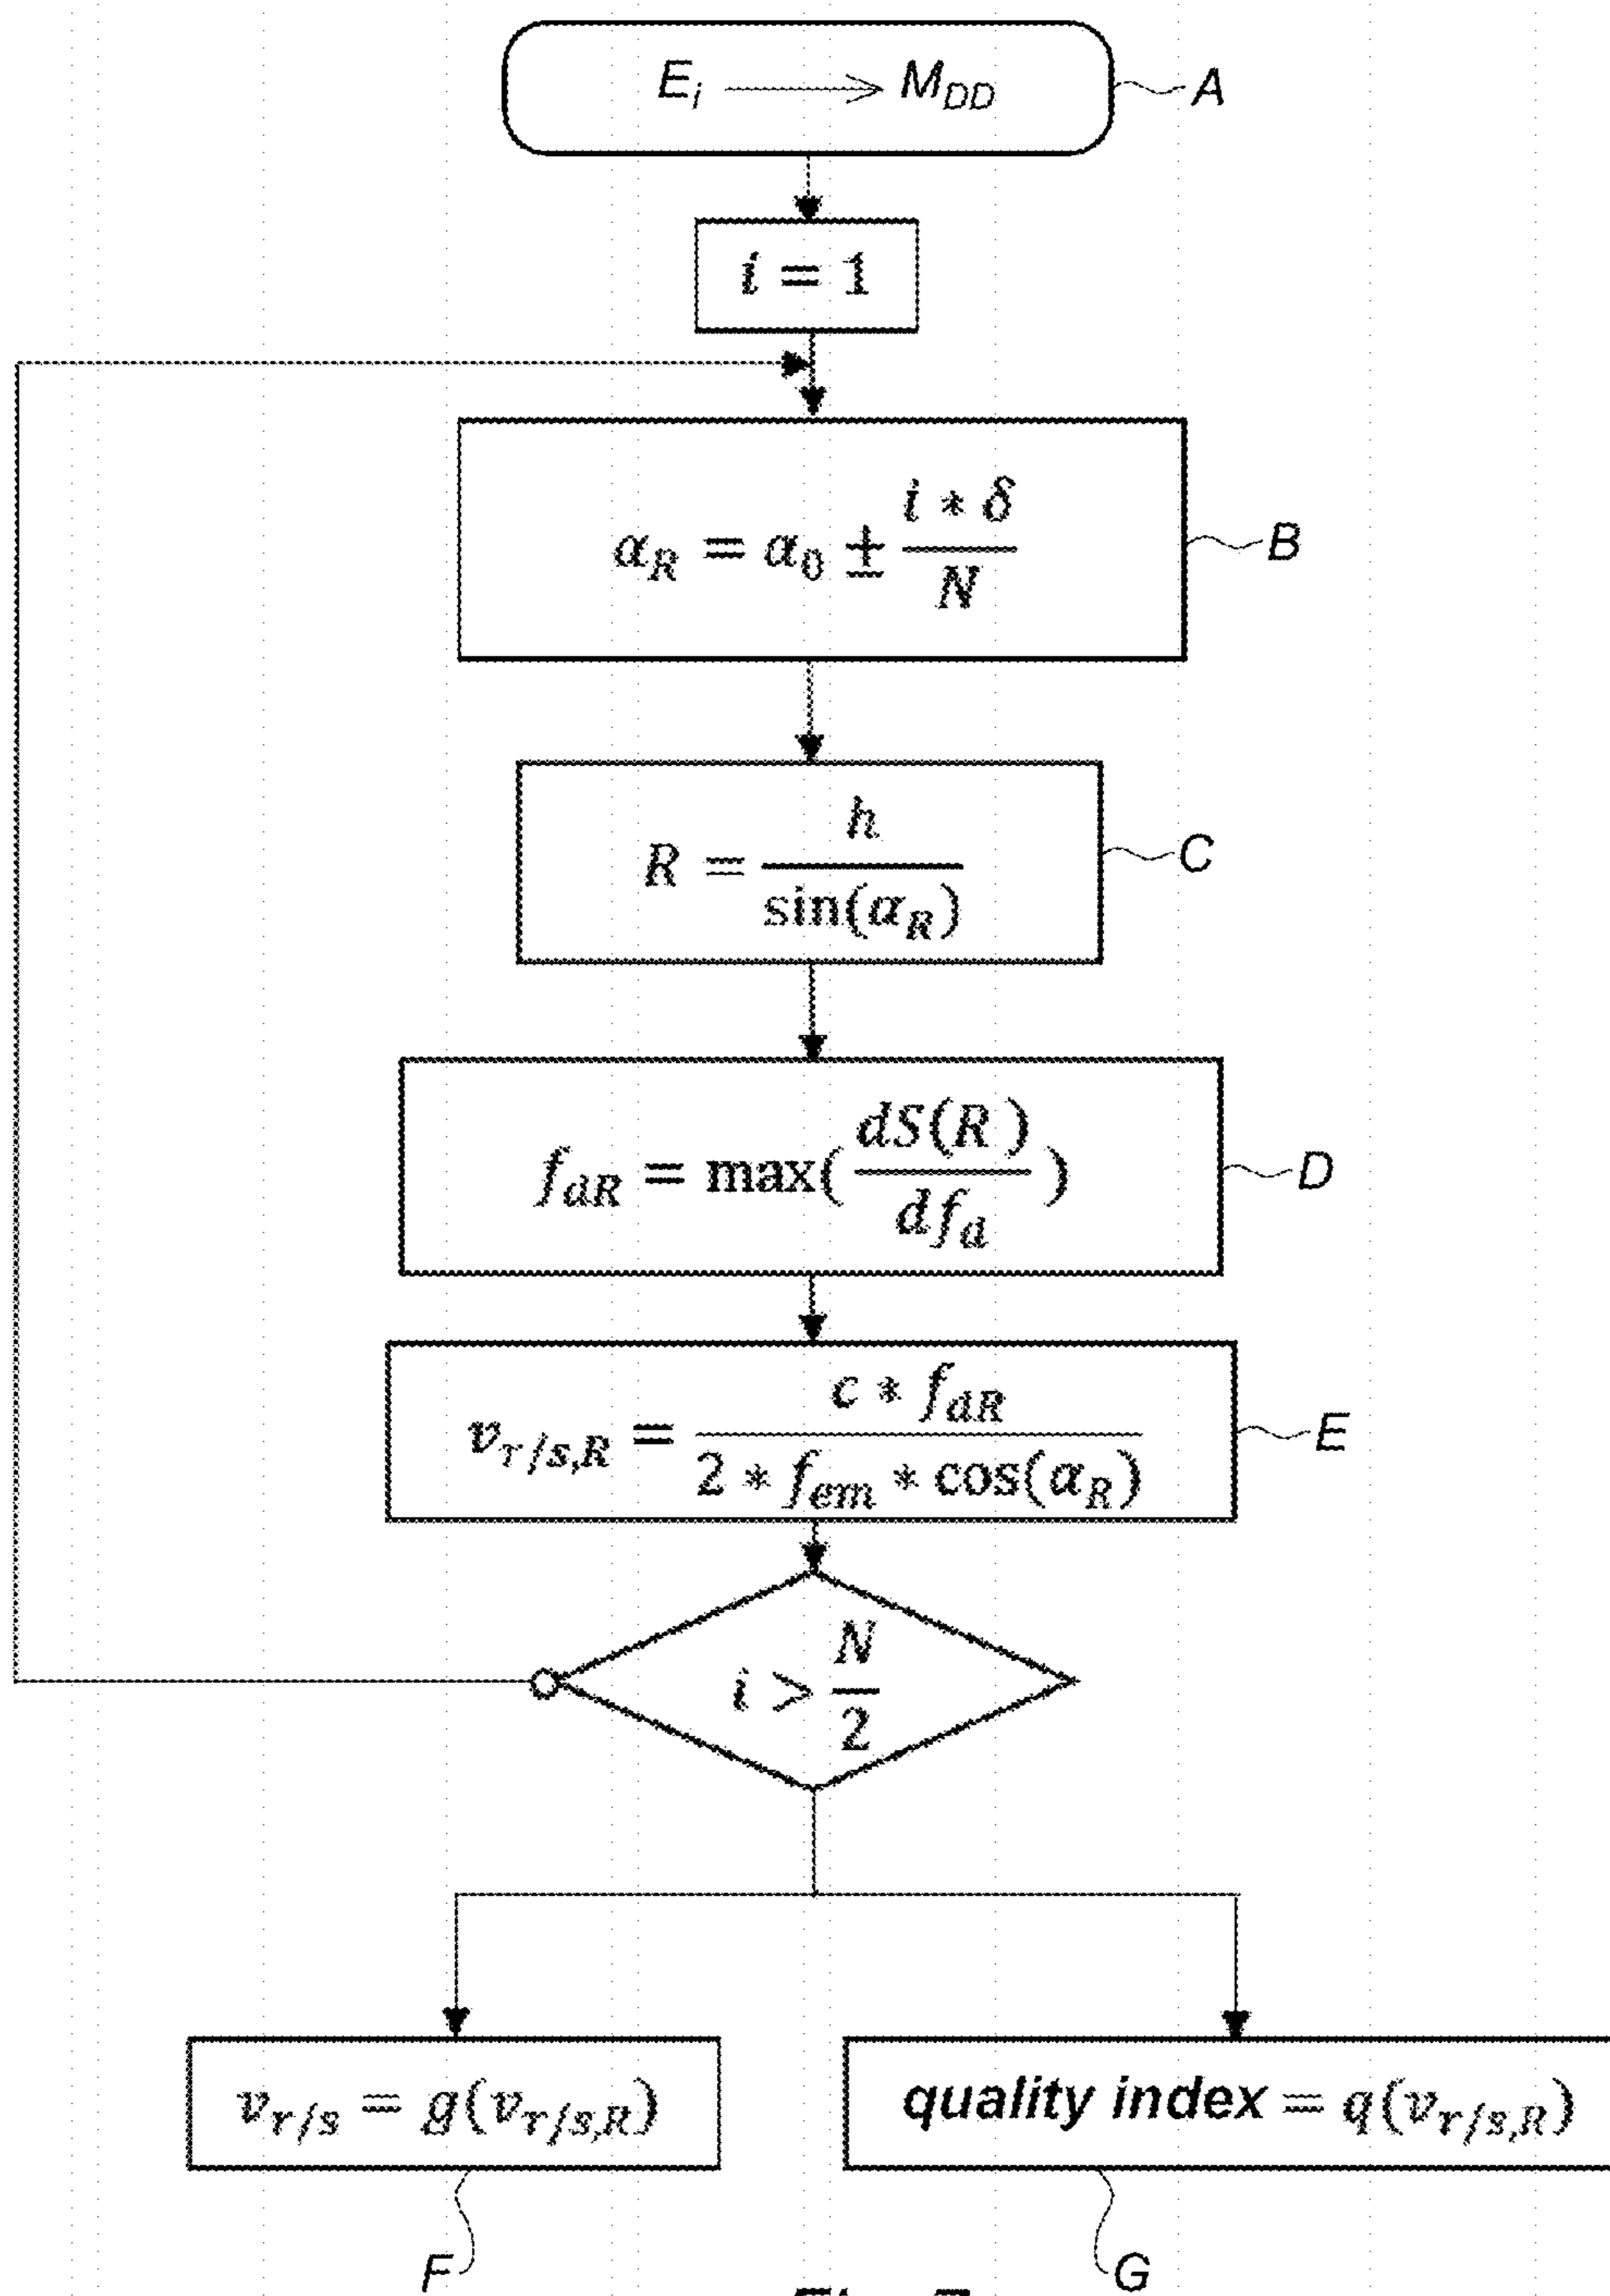 E_i → M_DD
A
i = 1
α_R = α_0 ± (i * δ) / N
B
R = h / sin(α_R)
C
f_dR = max( dS(R ) / df_d )
D
v_r/s,R = (c * f_dR) / (2 * f_em * cos(α_R))
E
i > N / 2
v_r/s = g(v_r/s,R)
quality index = q(v_r/s,R)
F
G